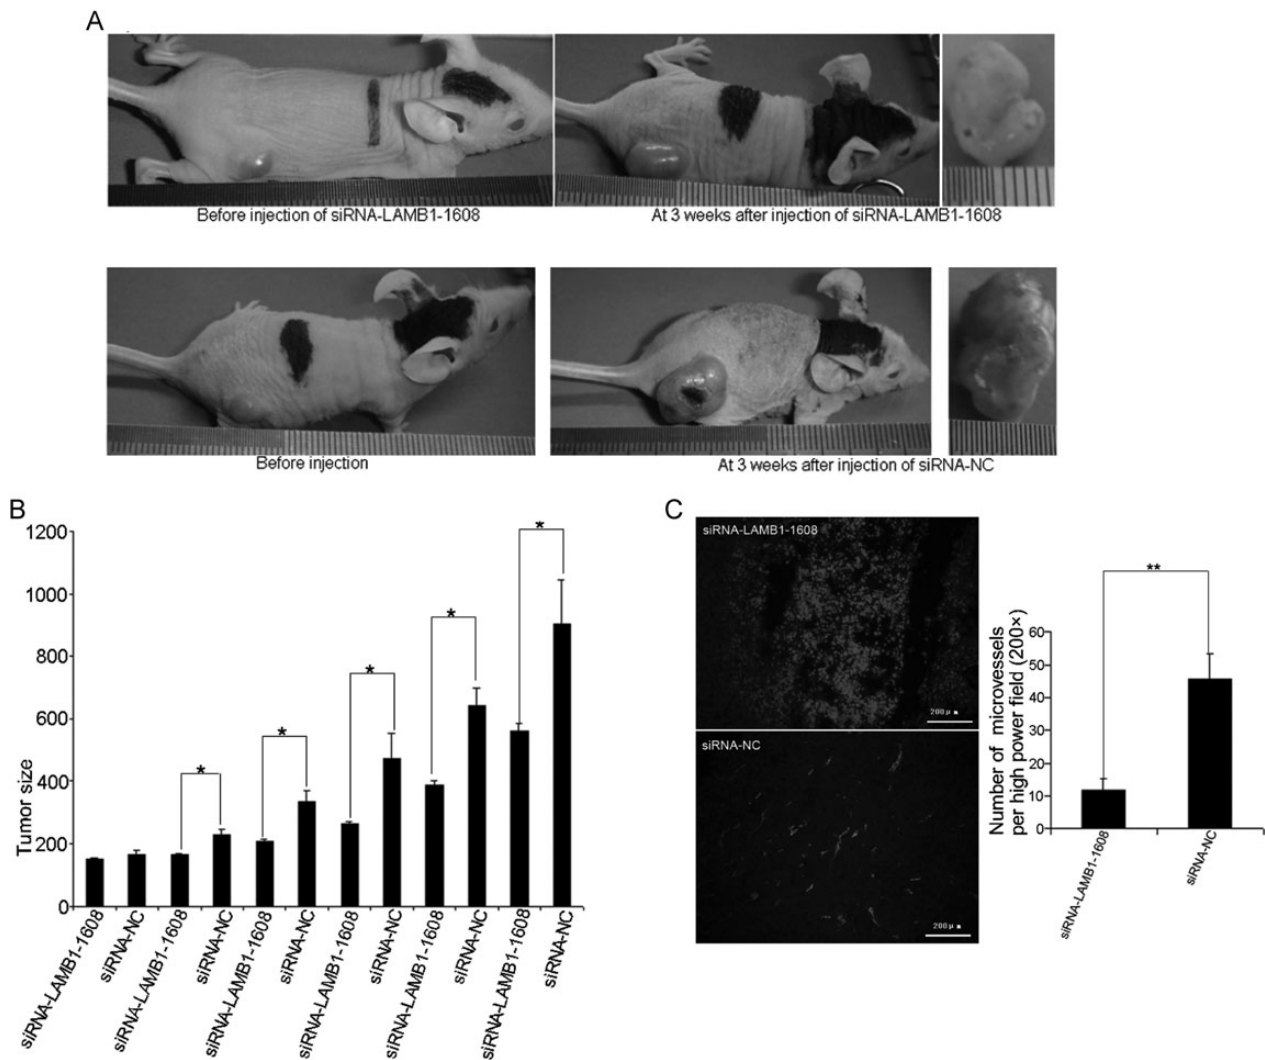 A
Before injection of siRNA-LAMB1-1608
At 3 weeks after injection of siRNA-LAMB1-1608
Before injection
At 3 weeks after injection of siRNA-NC
B
1200
1000
800
600
400
200
0
Tumor size
*
*
*
*
*
siRNA-LAMB1-1608
siRNA-NC
siRNA-LAMB1-1608
siRNA-NC
siRNA-LAMB1-1608
siRNA-NC
siRNA-LAMB1-1608
siRNA-NC
siRNA-LAMB1-1608
siRNA-NC
siRNA-LAMB1-1608
siRNA-NC
C
siRNA-LAMB1-1608
200μm
siRNA-NC
200μm
Number of microvessels
per high power field (200×)
**
60
50
40
30
20
10
0
siRNA-LAMB1-1608
siRNA-NC